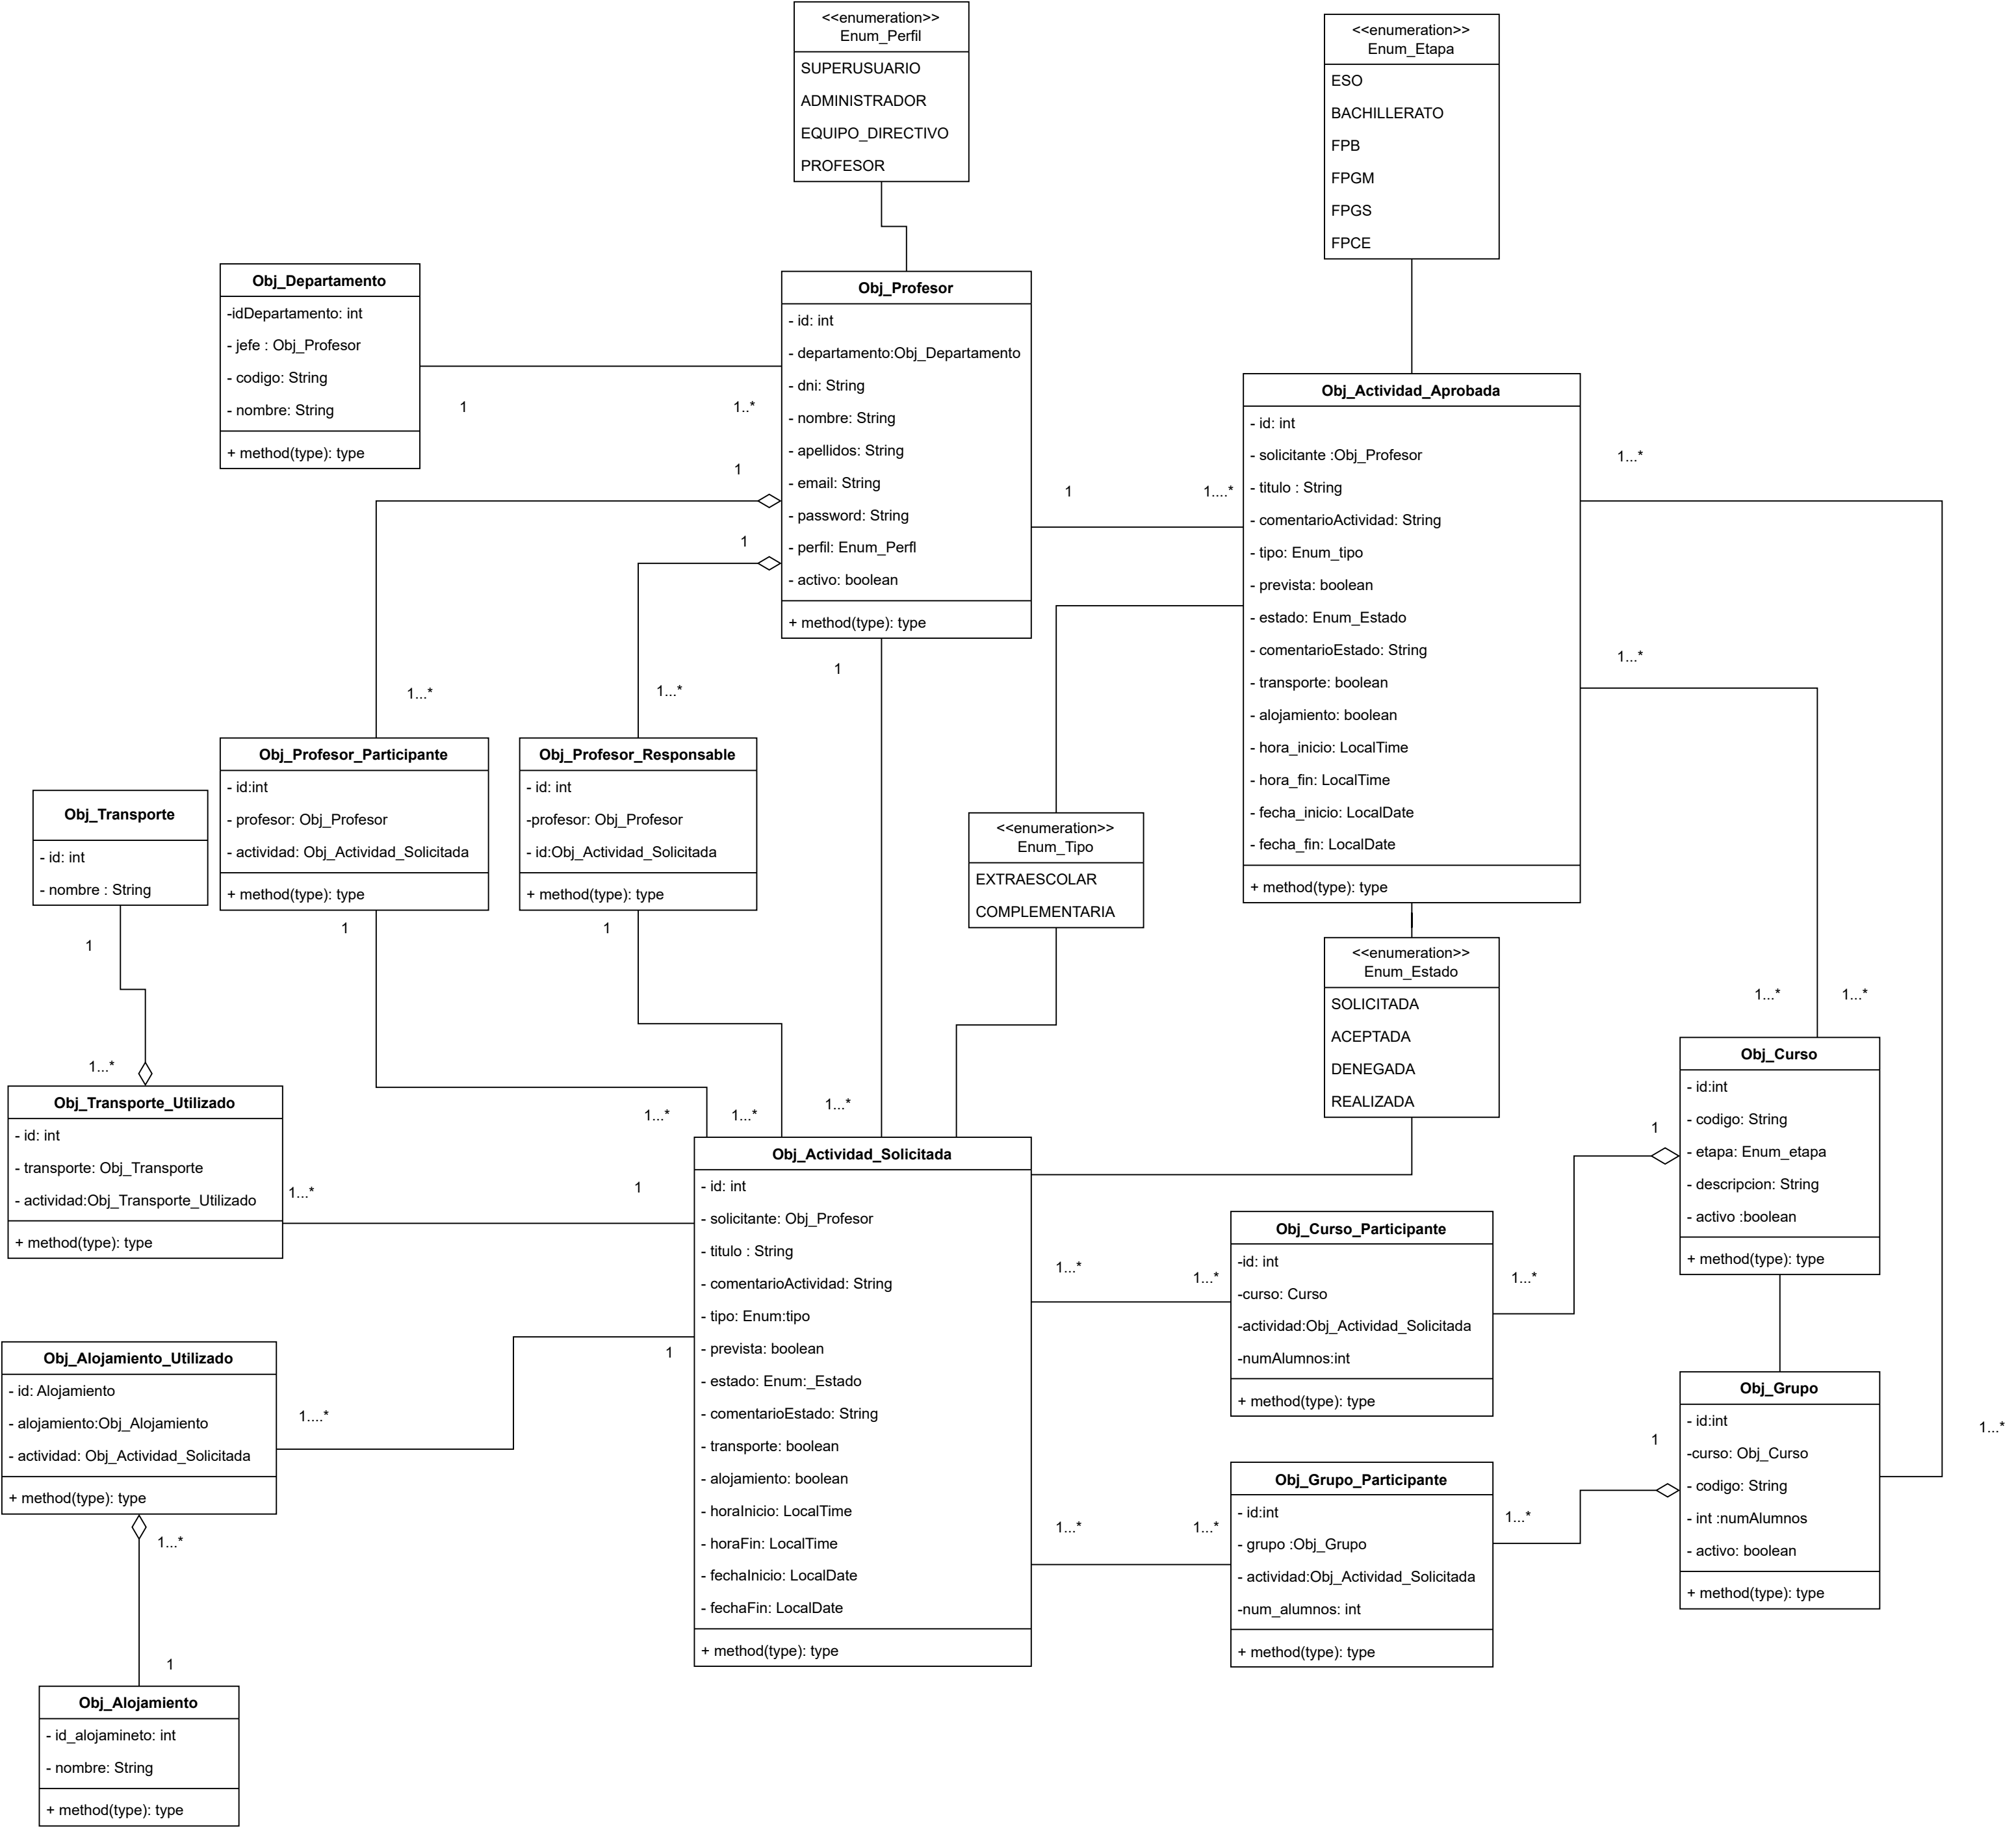 <<enumeration>>
Enum_Perfil
SUPERUSUARIO
ADMINISTRADOR
EQUIPO_DIRECTIVO
PROFESOR
<<enumeration>>
Enum_Etapa
ESO
BACHILLERATO
FPB
FPGM
FPGS
FPCE
Obj_Departamento
-idDepartamento: int
- jefe : Obj_Profesor
- codigo: String
- nombre: String
+ method(type): type
1
1..*
Obj_Profesor
- id: int
- departamento:Obj_Departamento
- dni: String
- nombre: String
- apellidos: String
- email: String
- password: String
- perfil: Enum_Perfl
- activo: boolean
+ method(type): type
1
1
1
1
1....*
Obj_Actividad_Aprobada
- id: int
- solicitante :Obj_Profesor
- titulo : String
- comentarioActividad: String
- tipo: Enum_tipo
- prevista: boolean
- estado: Enum_Estado
- comentarioEstado: String
- transporte: boolean
- alojamiento: boolean
- hora_inicio: LocalTime
- hora_fin: LocalTime
- fecha_inicio: LocalDate
- fecha_fin: LocalDate
+ method(type): type
1...*
1...*
1...*
1...*
Obj_Profesor_Participante
- id:int
- profesor: Obj_Profesor
- actividad: Obj_Actividad_Solicitada
+ method(type): type
1
Obj_Profesor_Responsable
- id: int
-profesor: Obj_Profesor
- id:Obj_Actividad_Solicitada
+ method(type): type
1
Obj_Transporte
- id: int
- nombre : String
1
1...*
<<enumeration>>
Enum_Tipo
EXTRAESCOLAR
COMPLEMENTARIA
<<enumeration>>
Enum_Estado
SOLICITADA
ACEPTADA
DENEGADA
REALIZADA
1...*
1...*
Obj_Curso
- id:int
- codigo: String
- etapa: Enum_etapa
- descripcion: String
- activo :boolean
+ method(type): type
1
Obj_Transporte_Utilizado
- id: int
- transporte: Obj_Transporte
- actividad:Obj_Transporte_Utilizado
+ method(type): type
1...*
1
1...*
1...*
1...*
Obj_Actividad_Solicitada
- id: int
- solicitante: Obj_Profesor
- titulo : String
- comentarioActividad: String
- tipo: Enum:tipo
- prevista: boolean
- estado: Enum:_Estado
- comentarioEstado: String
- transporte: boolean
- alojamiento: boolean
- horaInicio: LocalTime
- horaFin: LocalTime
- fechaInicio: LocalDate
- fechaFin: LocalDate
+ method(type): type
1...*
1...*
Obj_Curso_Participante
-id: int
-curso: Curso
-actividad:Obj_Actividad_Solicitada
-numAlumnos:int
+ method(type): type
1...*
Obj_Alojamiento_Utilizado
- id: Alojamiento
- alojamiento:Obj_Alojamiento
- actividad: Obj_Actividad_Solicitada
+ method(type): type
1....*
1
1...*
1
Obj_Alojamiento
- id_alojamineto: int
- nombre: String
+ method(type): type
1...*
1...*
Obj_Grupo_Participante
- id:int
- grupo :Obj_Grupo
- actividad:Obj_Actividad_Solicitada
-num_alumnos: int
+ method(type): type
1...*
1
Obj_Grupo
- id:int
-curso: Obj_Curso
- codigo: String
- int :numAlumnos
- activo: boolean
+ method(type): type
1...*